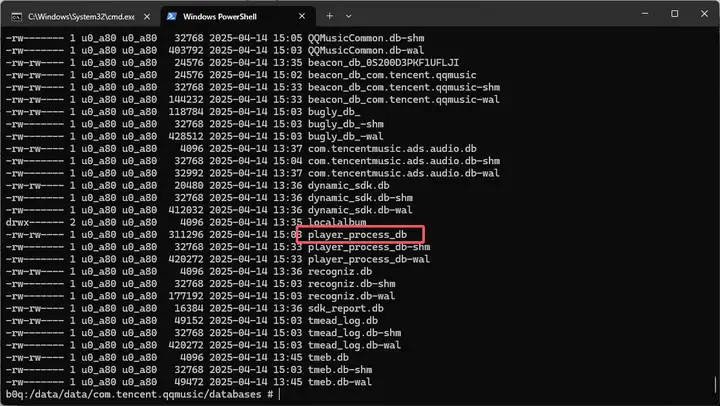 C:\Windows\System32\cmd.exe
Windows PowerShell
-rw------- 1 u0_a80 u0_a80 32768 2025-04-14 15:05 QQMusicCommon.db-shm
-rw------- 1 u0_a80 u0_a80 403792 2025-04-14 15:03 QQMusicCommon.db-wal
-rw-rw---- 1 u0_a80 u0_a80 24576 2025-04-14 13:35 beacon_db_0S200D3PKF1UFLJI
-rw-rw---- 1 u0_a80 u0_a80 24576 2025-04-14 15:02 beacon_db_com.tencent.qqmusic
-rw------- 1 u0_a80 u0_a80 32768 2025-04-14 15:33 beacon_db_com.tencent.qqmusic-shm
-rw------- 1 u0_a80 u0_a80 144232 2025-04-14 15:33 beacon_db_com.tencent.qqmusic-wal
-rw-rw---- 1 u0_a80 u0_a80 118784 2025-04-14 15:03 bugly_db_
-rw------- 1 u0_a80 u0_a80 32768 2025-04-14 15:03 bugly_db_-shm
-rw------- 1 u0_a80 u0_a80 428512 2025-04-14 15:03 bugly_db_-wal
-rw-rw---- 1 u0_a80 u0_a80 4096 2025-04-14 13:37 com.tencentmusic.ads.audio.db
-rw------- 1 u0_a80 u0_a80 32768 2025-04-14 15:04 com.tencentmusic.ads.audio.db-shm
-rw------- 1 u0_a80 u0_a80 32992 2025-04-14 13:37 com.tencentmusic.ads.audio.db-wal
-rw-rw---- 1 u0_a80 u0_a80 20480 2025-04-14 13:36 dynamic_sdk.db
-rw------- 1 u0_a80 u0_a80 32768 2025-04-14 13:36 dynamic_sdk.db-shm
-rw------- 1 u0_a80 u0_a80 412032 2025-04-14 13:36 dynamic_sdk.db-wal
drwx------ 2 u0_a80 u0_a80 4096 2025-04-14 13:35 localalbum
-rw-rw---- 1 u0_a80 u0_a80 311296 2025-04-14 15:03 player_process_db
-rw------- 1 u0_a80 u0_a80 32768 2025-04-14 15:33 player_process_db-shm
-rw------- 1 u0_a80 u0_a80 420272 2025-04-14 15:33 player_process_db-wal
-rw-rw---- 1 u0_a80 u0_a80 4096 2025-04-14 13:36 recogniz.db
-rw------- 1 u0_a80 u0_a80 32768 2025-04-14 15:03 recogniz.db-shm
-rw------- 1 u0_a80 u0_a80 177192 2025-04-14 15:03 recogniz.db-wal
-rw-rw---- 1 u0_a80 u0_a80 16384 2025-04-14 13:36 sdk_report.db
-rw-rw---- 1 u0_a80 u0_a80 49152 2025-04-14 15:03 tmead_log.db
-rw------- 1 u0_a80 u0_a80 32768 2025-04-14 15:03 tmead_log.db-shm
-rw------- 1 u0_a80 u0_a80 420272 2025-04-14 15:03 tmead_log.db-wal
-rw-rw---- 1 u0_a80 u0_a80 4096 2025-04-14 13:45 tmeb.db
-rw------- 1 u0_a80 u0_a80 32768 2025-04-14 15:03 tmeb.db-shm
-rw------- 1 u0_a80 u0_a80 49472 2025-04-14 13:45 tmeb.db-wal
b0q:/data/data/com.tencent.qqmusic/databases #